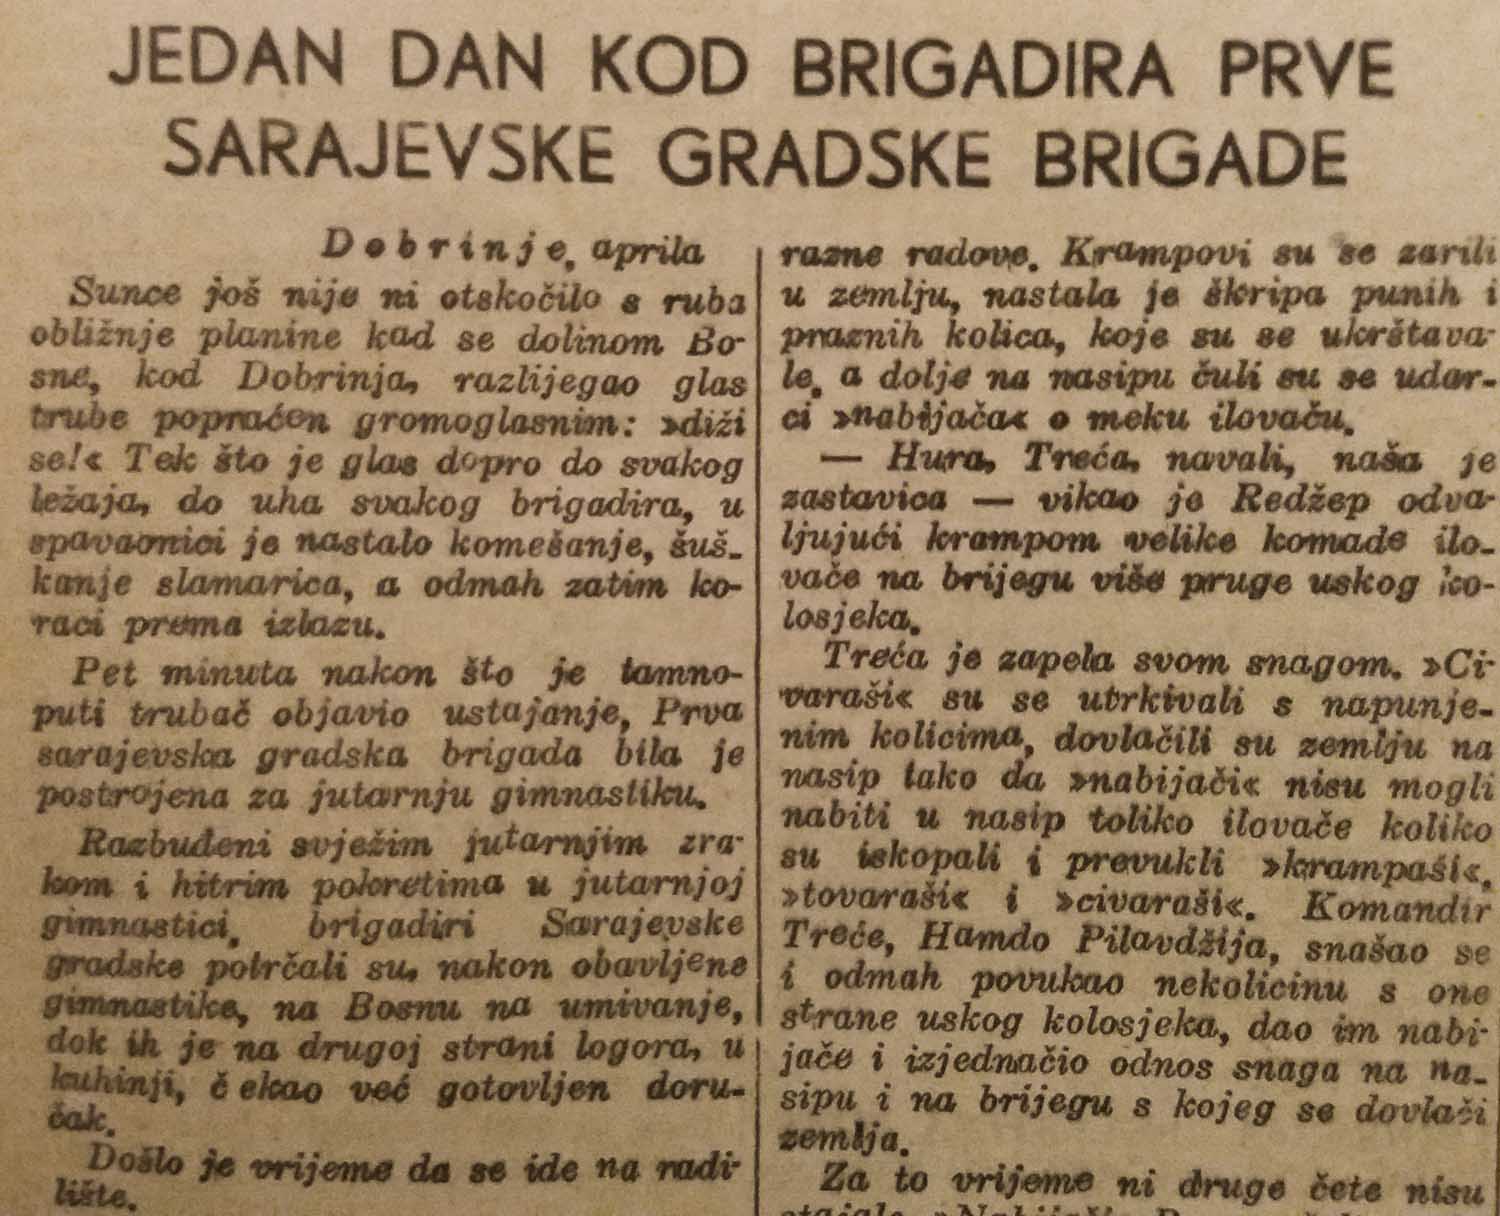 JEDAN DAN KOD BRIGADIRA PRVE
SARAJEVSKE GRADSKE BRIGADE
Dobrinje, aprila
Sunce još nije ni otskočilo s ruba
obližnje planine kad se dolinom Bo-
sne, kod Dobrinja, razlijegao glas
trube popraćen gromoglasnim: »diži
se!« Tek što je glas dopro do svakog
ležaja, do uha svakog brigadira, u
spavaonici je nastalo komešanje, šuš-
kanje slamarica, a odmah zatim ko-
raci prema izlazu.
Pet minuta nakon što je tamno-
puti trubač objavio ustajanje, Prva
sarajevska gradska brigada bila je
postrojena za jutarnju gimnastiku.
Razbuđeni svježim jutarnjim zra-
kom i hitrim pokretima u jutarnjoj
gimnastici, brigadiri Sarajevske
gradske potrčali su, nakon obavljene
gimnastike, na Bosnu na umivanje,
dok ih je na drugoj strani logora, u
kuhinji, čekao već gotovljen doru-
čak.
Došlo je vrijeme da se ide na radi-
lište.
razne radove. Krampovi su se zarili
u zemlju, nastala je škripa punih i
praznih kolica, koje su se ukrštava-
le, a dolje na nasipu čuli su se udar-
ci »nabijača« o meku ilovaču.
— Hura, Treća, navali, naša je
zastavica — vikao je Redžep odva-
ljujući krampom velike komade ilo-
vače na brijegu više pruge uskog ko-
losjeka.
Treća je zapela svom snagom. »Ci-
varaši« su se utrkivali s napunje-
nim kolicima, dovlačili su zemlju na
nasip tako da »nabijači« nisu mogli
nabiti u nasip toliko ilovače koliko
su iskopali i prevukli »krampaši«,
»tovaraši« i »civaraši«. Komandir
Treće, Hamdo Pilavdžija, snašao se
i odmah povukao nekolicinu s one
strane uskog kolosjeka, dao im nabi-
jače i izjednačio odnos snaga na na-
sipu i na brijegu s kojeg se dovlači
zemlja.
Za to vrijeme ni druge čete nisu